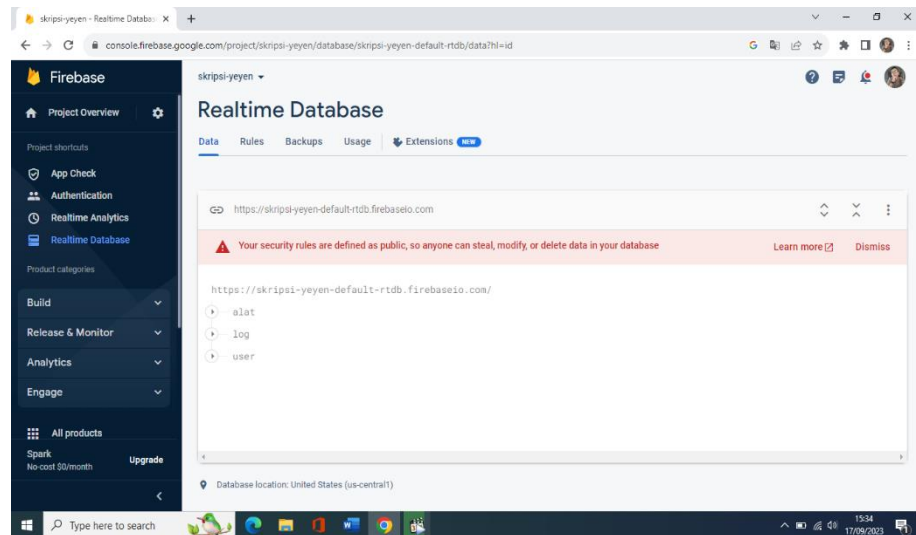 skripsi-yeyen - Realtime Databas
console.firebase.google.com/project/skripsi-yeyen/database/skripsi-yeyen-default-rtdb/data?hl=id
Firebase
skripsi-yeyen
Project Overview
Realtime Database
Data Rules Backups Usage Extensions NEW
Project shortcuts
App Check
Authentication
Realtime Analytics
Realtime Database
Product categories
Build
Release & Monitor
Analytics
Engage
All products
Spark
No-cost $0/month
Upgrade
https://skripsi-yeyen-default-rtdb.firebaseio.com
Your security rules are defined as public, so anyone can steal, modify, or delete data in your database
Learn more
Dismiss
https://skripsi-yeyen-default-rtdb.firebaseio.com/
alat
log
user
Database location: United States (us-central1)
Type here to search
15:34
17/09/2023